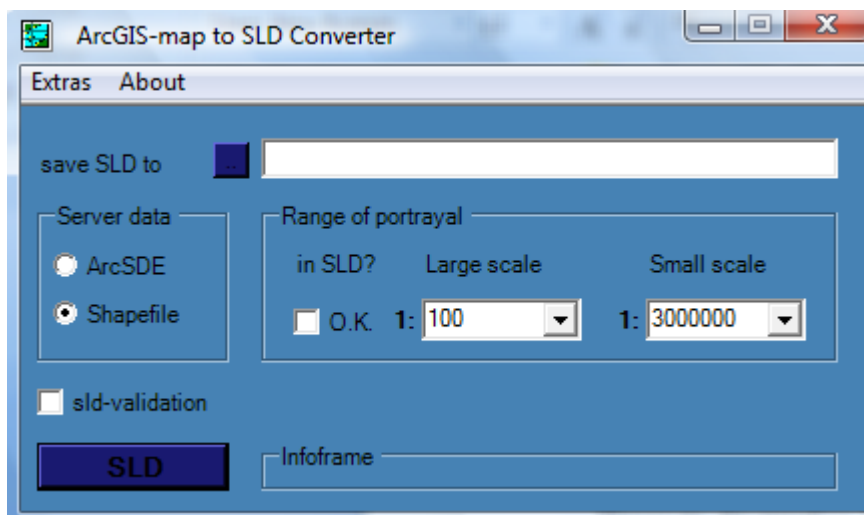 ArcGIS-map to SLD Converter
Extras About
save SLD to ..
Server data
ArcSDE
Shapefile
Range of portrayal
in SLD? Large scale Small scale
O.K. 1: 100 1: 3000000
sld-validation
SLD
Infoframe